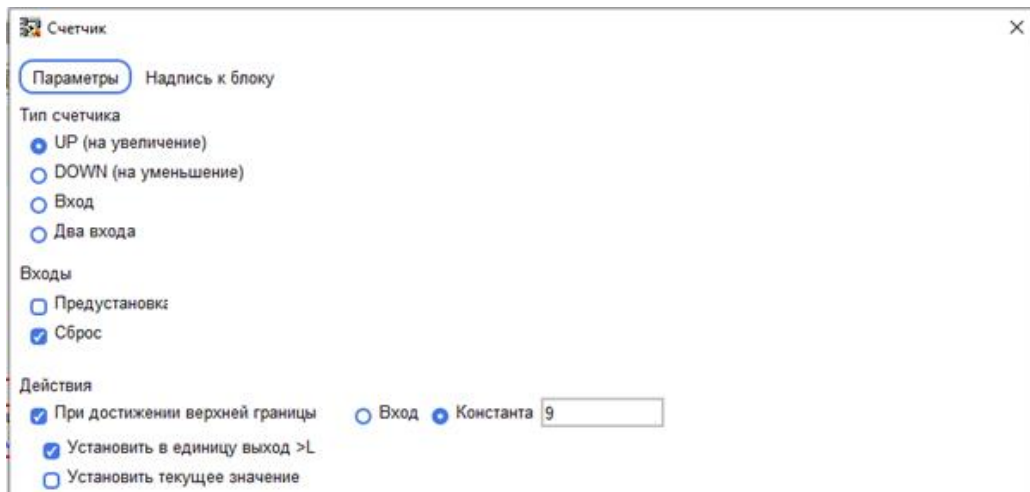 Счетчик
Параметры Надпись к блоку
Тип счетчика
UP (на увеличение)
DOWN (на уменьшение)
Вход
Два входа
Входы
Предустановка
Сброс
Действия
При достижении верхней границы Вход Константа 9
Установить в единицу выход >L
Установить текущее значение